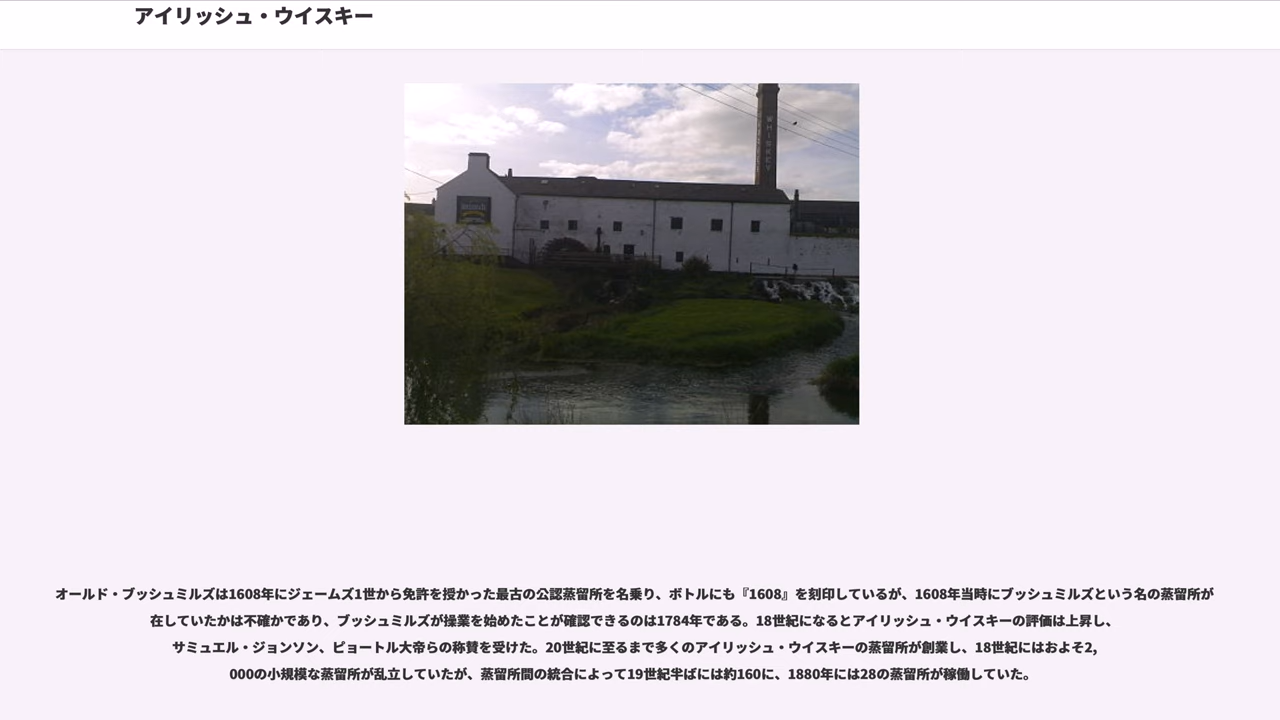 アイリッシュ・ウイスキー
WHISKEY
オールド・ブッシュミルズは1608年にジェームズ1世から免許を授かった最古の公認蒸留所を名乗り、ボトルにも『1608』を刻印しているが、1608年当時にブッシュミルズという名の蒸留所が
在していたかは不確かであり、ブッシュミルズが操業を始めたことが確認できるのは1784年である。18世紀になるとアイリッシュ・ウイスキーの評価は上昇し、
サミュエル・ジョンソン、ピョートル大帝らの称賛を受けた。20世紀に至るまで多くのアイリッシュ・ウイスキーの蒸留所が創業し、18世紀にはおよそ2,
000の小規模な蒸留所が乱立していたが、蒸留所間の統合によって19世紀半ばには約160に、1880年には28の蒸留所が稼働していた。